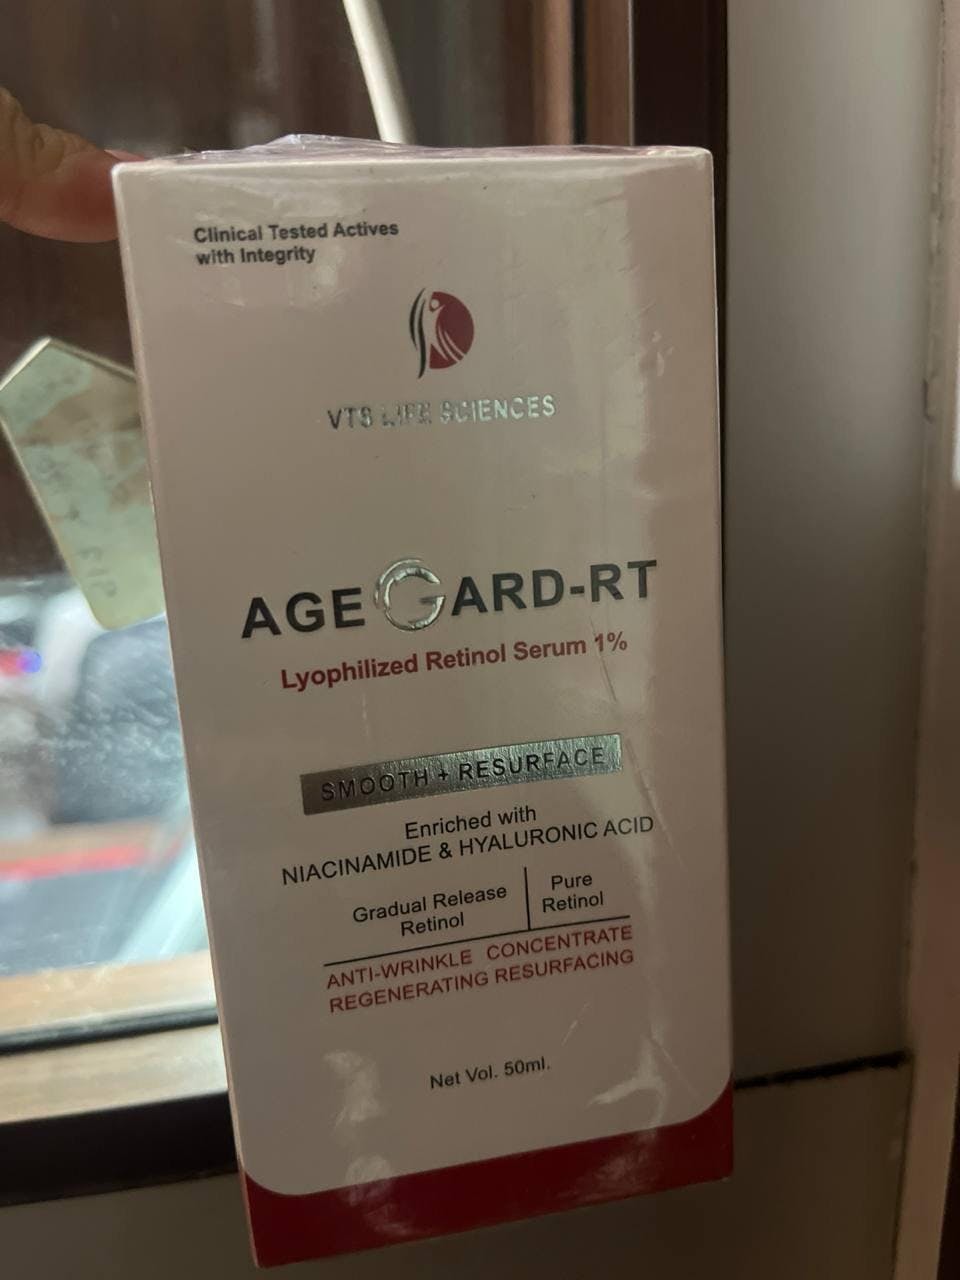 Clinical Tested Actives
with Integrity
VTS LIFE SCIENCES
AGE GARD-RT
Lyophilized Retinol Serum 1%
SMOOTH + RESURFACE
Enriched with
NIACINAMIDE & HYALURONIC ACID
Gradual Release
Retinol
Pure
Retinol
ANTI-WRINKLE CONCENTRATE
REGENERATING RESURFACING
Net Vol. 50ml.